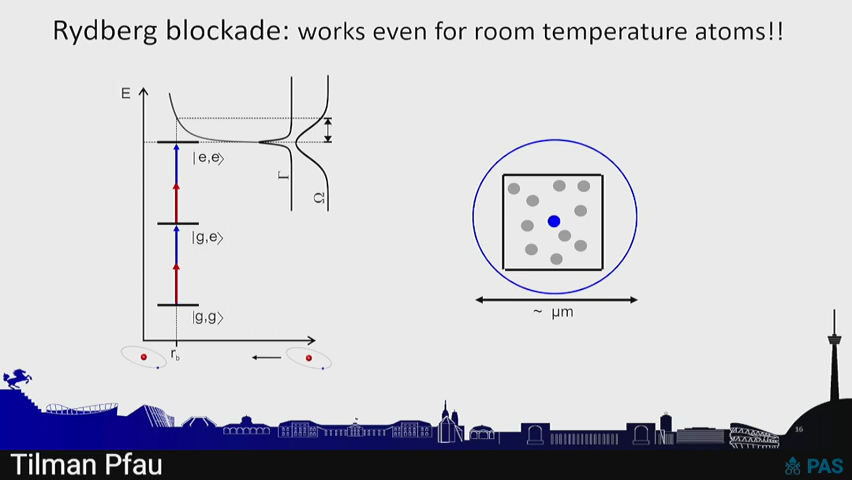 Rydberg blockade: works even for room temperature atoms!!
E
|e,e⟩
Γ
Ω
|g,e⟩
|g,g⟩
r_b
~ µm
16
Tilman Pfau
PAS